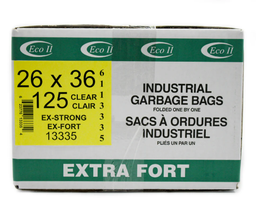 Eco II
Eco II
Eco II
Eco II
26 x 36
125 CLEAR
CLAIR
EX-STRONG
EX-FORT
13335
6
1
1
1
3
3
3
5
INDUSTRIAL
GARBAGE BAGS
FOLDED ONE BY ONE
SACS À ORDURES
INDUSTRIEL
PLIÉS UN PAR UN
EXTRA FORT